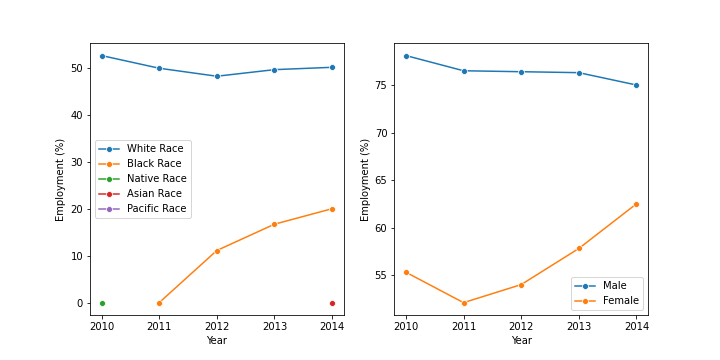 50
40
30
20
10
0
Employment (%)
White Race
Black Race
Native Race
Asian Race
Pacific Race
2010 2011 2012 2013 2014
Year
75
70
65
60
55
Employment (%)
Male
Female
2010 2011 2012 2013 2014
Year